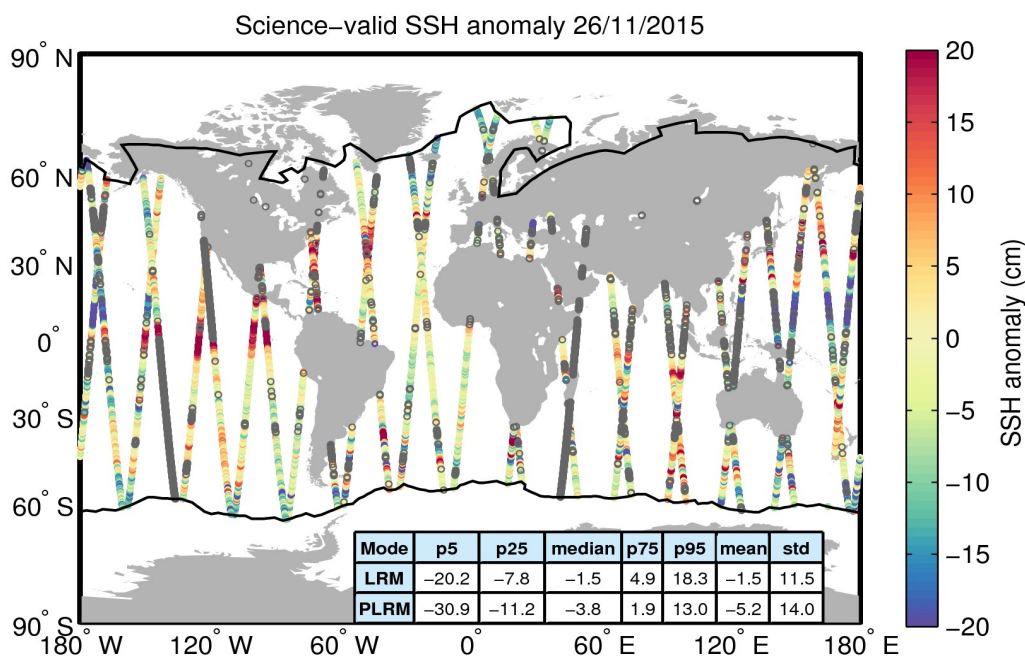 Science−valid SSH anomaly 26/11/2015
90° N
60° N
30° N
0°
30° S
60° S
90° S
180° W
120° W
60° W
0°
60° E
120° E
180° E
Mode p5 p25 median p75 p95 mean std
LRM −20.2 −7.8 −1.5 4.9 18.3 −1.5 11.5
PLRM −30.9 −11.2 −3.8 1.9 13.0 −5.2 14.0
20
15
10
5
0
−5
−10
−15
−20
SSH anomaly (cm)